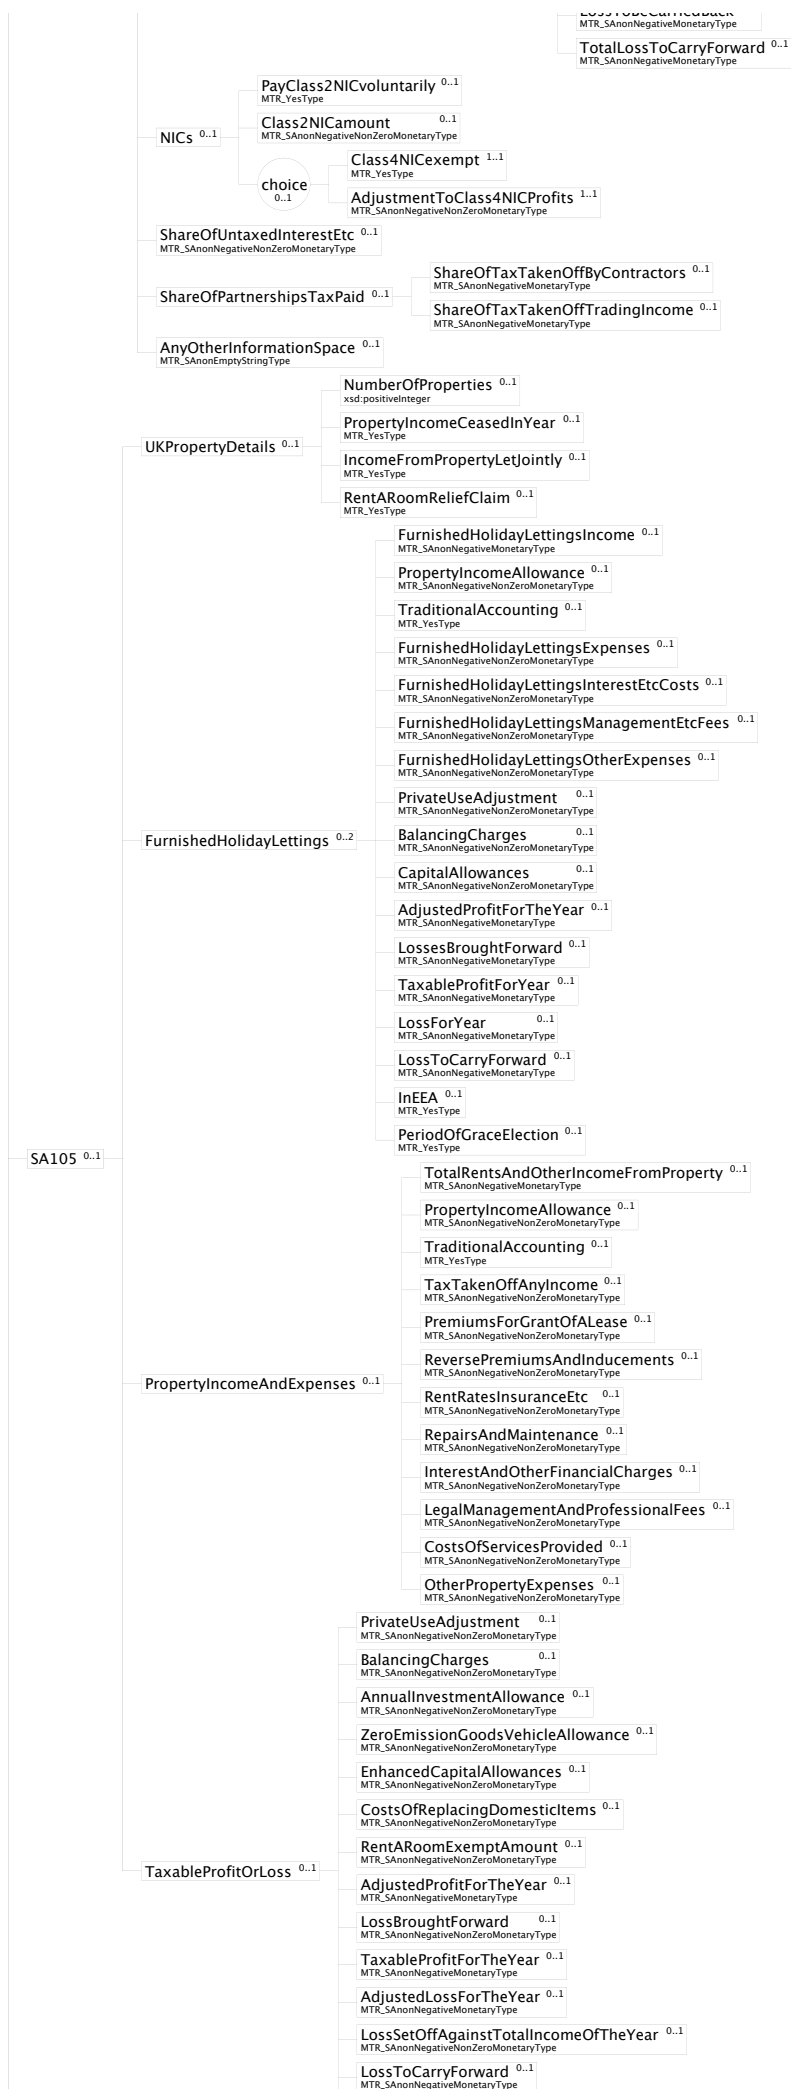 LossToBeCarriedBack
MTR_SAnonNegativeMonetaryType
TotalLossToCarryForward 0..1
MTR_SAnonNegativeMonetaryType
PayClass2NICvoluntarily 0..1
MTR_YesType
Class2NICamount 0..1
MTR_SAnonNegativeNonZeroMonetaryType
NICs 0..1
Class4NICexempt 1..1
MTR_YesType
choice
0..1
AdjustmentToClass4NICProfits 1..1
MTR_SAnonNegativeNonZeroMonetaryType
ShareOfUntaxedInterestEtc 0..1
MTR_SAnonNegativeNonZeroMonetaryType
ShareOfTaxTakenOffByContractors 0..1
MTR_SAnonNegativeMonetaryType
ShareOfPartnershipsTaxPaid 0..1
ShareOfTaxTakenOffTradingIncome 0..1
MTR_SAnonNegativeMonetaryType
AnyOtherInformationSpace 0..1
MTR_SAnonEmptyStringType
NumberOfProperties 0..1
xsd:positiveInteger
PropertyIncomeCeasedInYear 0..1
MTR_YesType
UKPropertyDetails 0..1
IncomeFromPropertyLetJointly 0..1
MTR_YesType
RentARoomReliefClaim 0..1
MTR_YesType
FurnishedHolidayLettingsIncome 0..1
MTR_SAnonNegativeMonetaryType
PropertyIncomeAllowance 0..1
MTR_SAnonNegativeNonZeroMonetaryType
TraditionalAccounting 0..1
MTR_YesType
FurnishedHolidayLettingsExpenses 0..1
MTR_SAnonNegativeNonZeroMonetaryType
FurnishedHolidayLettingsInterestEtcCosts 0..1
MTR_SAnonNegativeNonZeroMonetaryType
FurnishedHolidayLettingsManagementEtcFees 0..1
MTR_SAnonNegativeNonZeroMonetaryType
FurnishedHolidayLettingsOtherExpenses 0..1
MTR_SAnonNegativeNonZeroMonetaryType
PrivateUseAdjustment 0..1
MTR_SAnonNegativeNonZeroMonetaryType
FurnishedHolidayLettings 0..2
BalancingCharges 0..1
MTR_SAnonNegativeNonZeroMonetaryType
CapitalAllowances 0..1
MTR_SAnonNegativeNonZeroMonetaryType
AdjustedProfitForTheYear 0..1
MTR_SAnonNegativeMonetaryType
LossesBroughtForward 0..1
MTR_SAnonNegativeMonetaryType
TaxableProfitForYear 0..1
MTR_SAnonNegativeMonetaryType
LossForYear 0..1
MTR_SAnonNegativeMonetaryType
LossToCarryForward 0..1
MTR_SAnonNegativeMonetaryType
InEEA 0..1
MTR_YesType
PeriodOfGraceElection 0..1
MTR_YesType
SA105 0..1
TotalRentsAndOtherIncomeFromProperty 0..1
MTR_SAnonNegativeMonetaryType
PropertyIncomeAllowance 0..1
MTR_SAnonNegativeNonZeroMonetaryType
TraditionalAccounting 0..1
MTR_YesType
TaxTakenOffAnyIncome 0..1
MTR_SAnonNegativeNonZeroMonetaryType
PremiumsForGrantOfALease 0..1
MTR_SAnonNegativeNonZeroMonetaryType
ReversePremiumsAndInducements 0..1
MTR_SAnonNegativeNonZeroMonetaryType
PropertyIncomeAndExpenses 0..1
RentRatesInsuranceEtc 0..1
MTR_SAnonNegativeNonZeroMonetaryType
RepairsAndMaintenance 0..1
MTR_SAnonNegativeNonZeroMonetaryType
InterestAndOtherFinancialCharges 0..1
MTR_SAnonNegativeNonZeroMonetaryType
LegalManagementAndProfessionalFees 0..1
MTR_SAnonNegativeNonZeroMonetaryType
CostsOfServicesProvided 0..1
MTR_SAnonNegativeNonZeroMonetaryType
OtherPropertyExpenses 0..1
MTR_SAnonNegativeNonZeroMonetaryType
PrivateUseAdjustment 0..1
MTR_SAnonNegativeNonZeroMonetaryType
BalancingCharges 0..1
MTR_SAnonNegativeNonZeroMonetaryType
AnnualInvestmentAllowance 0..1
MTR_SAnonNegativeNonZeroMonetaryType
ZeroEmissionGoodsVehicleAllowance 0..1
MTR_SAnonNegativeNonZeroMonetaryType
EnhancedCapitalAllowances 0..1
MTR_SAnonNegativeNonZeroMonetaryType
CostsOfReplacingDomesticItems 0..1
MTR_SAnonNegativeNonZeroMonetaryType
RentARoomExemptAmount 0..1
MTR_SAnonNegativeNonZeroMonetaryType
TaxableProfitOrLoss 0..1
AdjustedProfitForTheYear 0..1
MTR_SAnonNegativeMonetaryType
LossBroughtForward 0..1
MTR_SAnonNegativeNonZeroMonetaryType
TaxableProfitForTheYear 0..1
MTR_SAnonNegativeMonetaryType
AdjustedLossForTheYear 0..1
MTR_SAnonNegativeMonetaryType
LossSetOffAgainstTotalIncomeOfTheYear 0..1
MTR_SAnonNegativeNonZeroMonetaryType
LossToCarryForward 0..1
MTR_SAnonNegativeMonetaryType